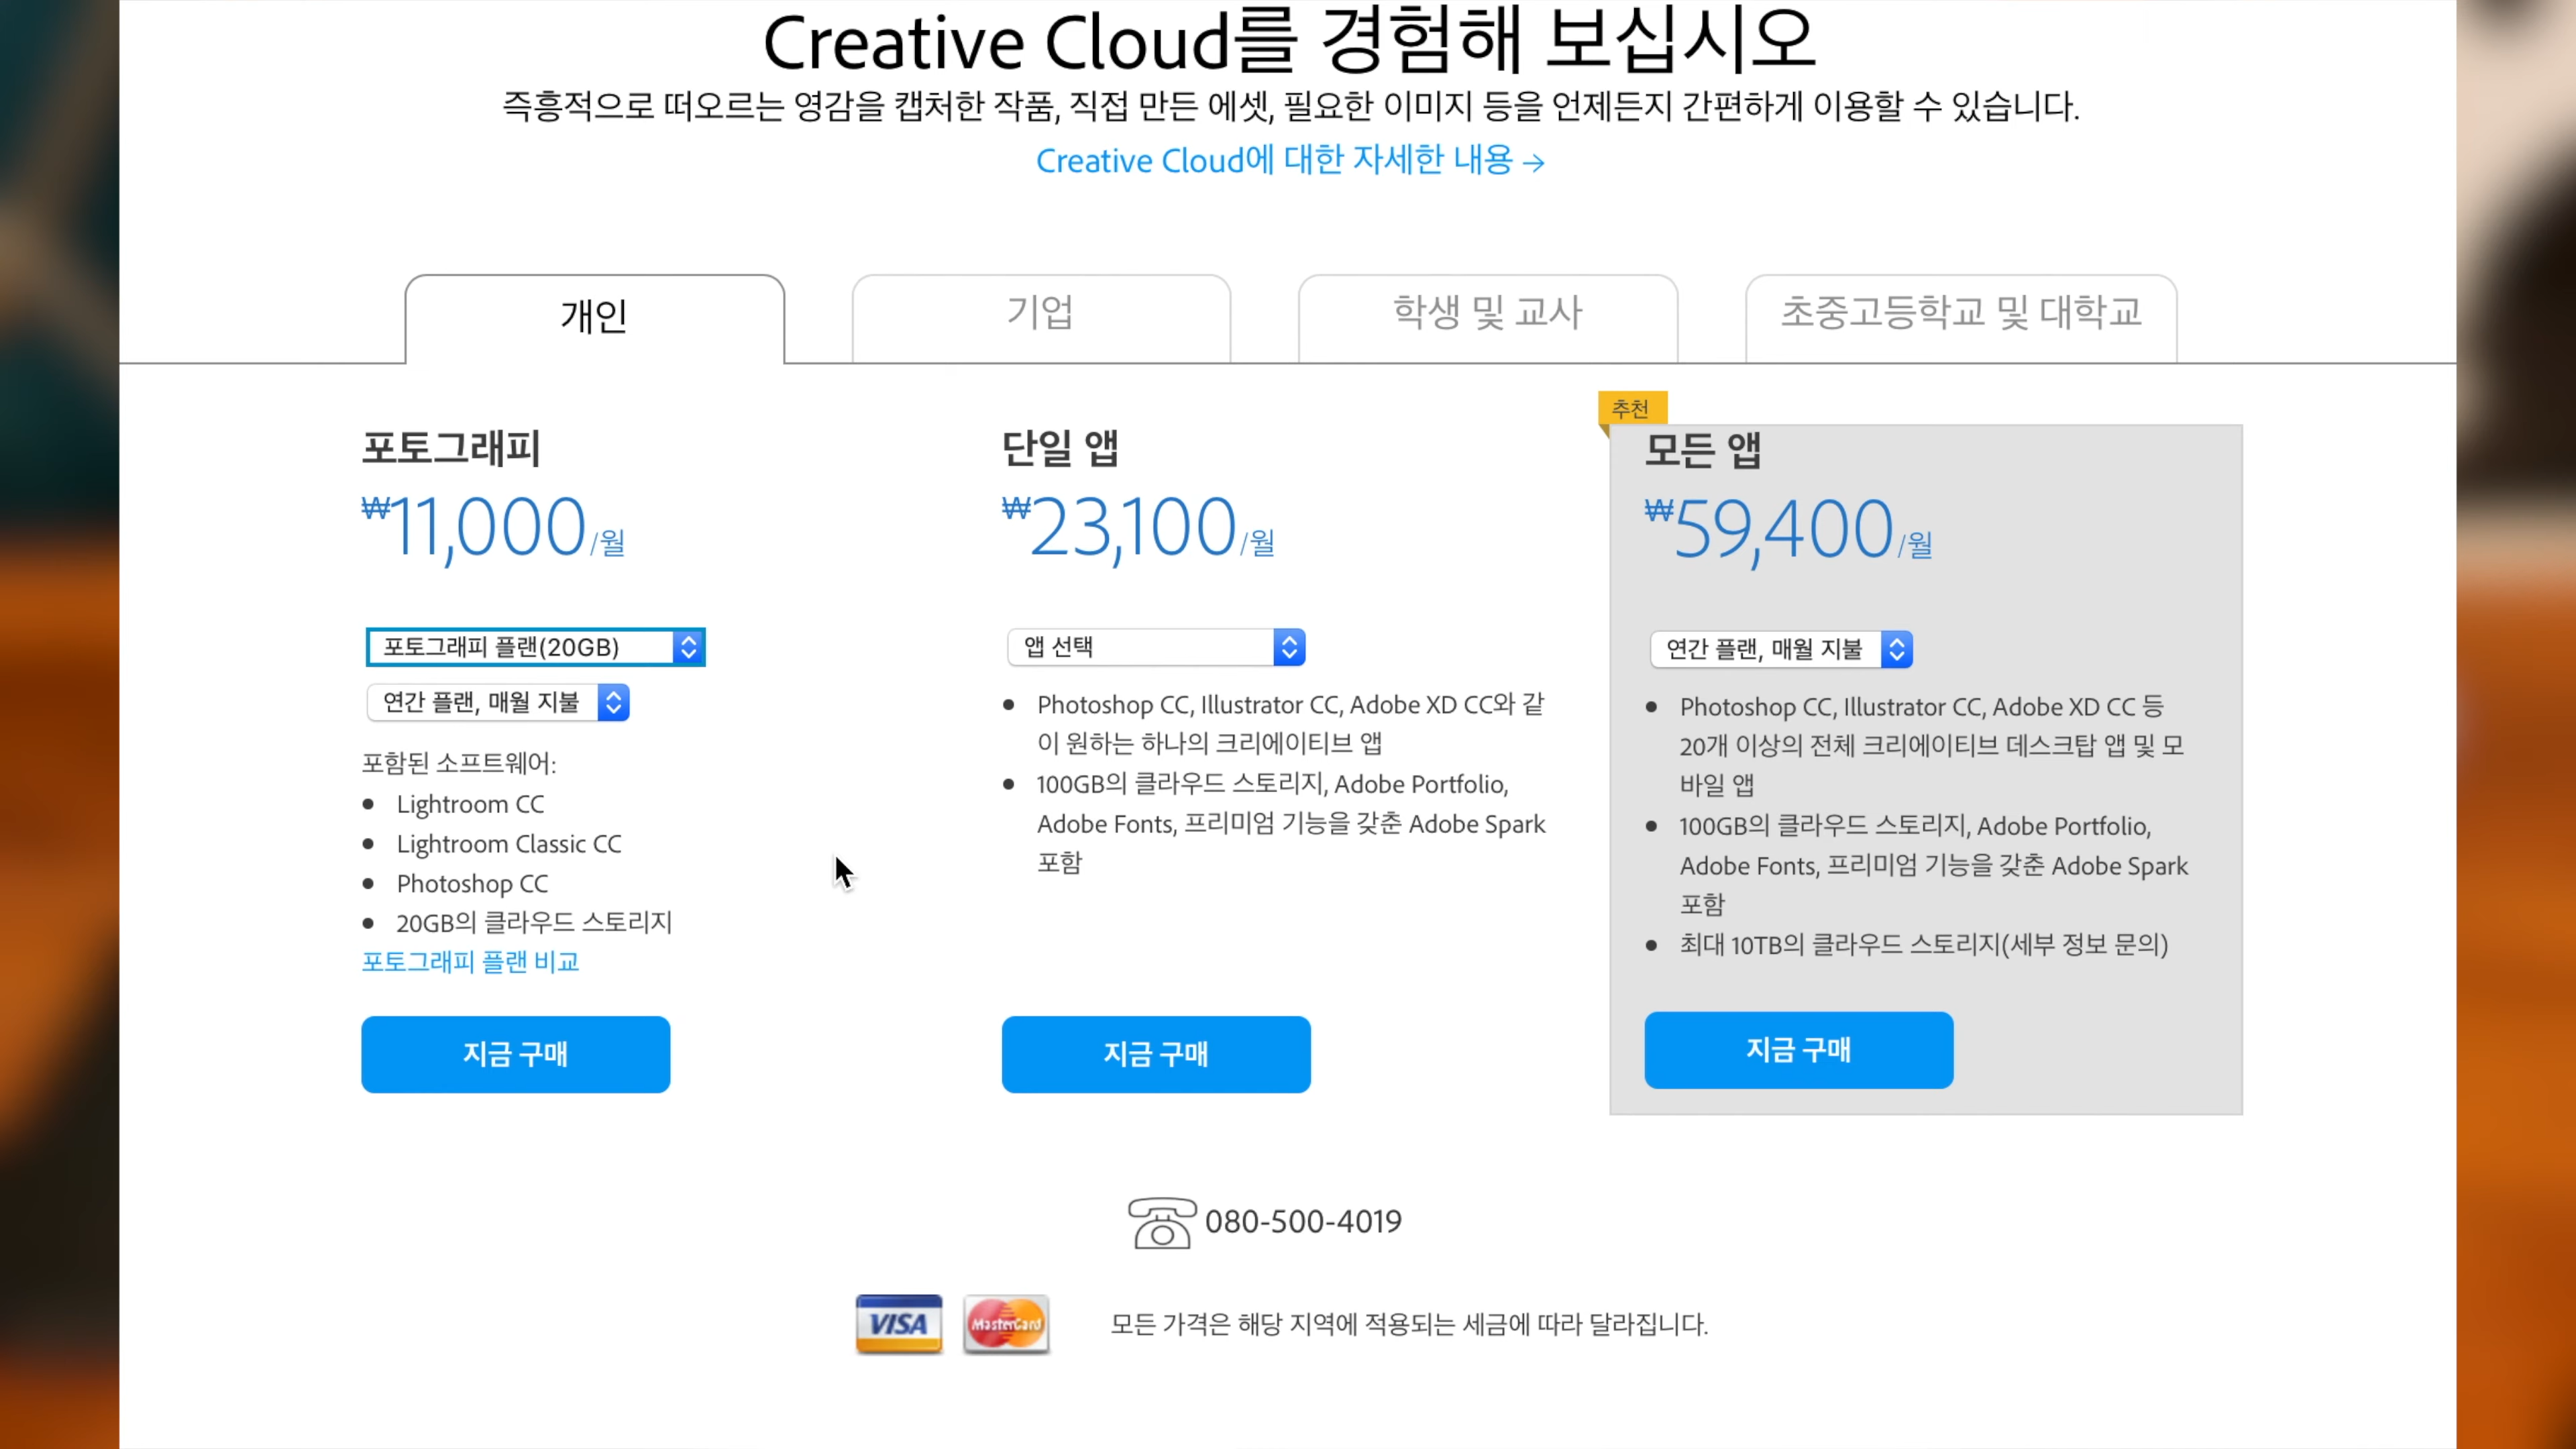 Creative Cloud를 경험해 보십시오
즉흥적으로 떠오르는 영감을 캡처한 작품, 직접 만든 에셋, 필요한 이미지 등을 언제든지 간편하게 이용할 수 있습니다.
Creative Cloud에 대한 자세한 내용 →
개인
기업
학생 및 교사
초중고등학교 및 대학교
포토그래피
₩11,000/월
포토그래피 플랜(20GB)
연간 플랜, 매월 지불
포함된 소프트웨어:
• Lightroom CC
• Lightroom Classic CC
• Photoshop CC
• 20GB의 클라우드 스토리지
포토그래피 플랜 비교
지금 구매
단일 앱
₩23,100/월
앱 선택
• Photoshop CC, Illustrator CC, Adobe XD CC와 같
이 원하는 하나의 크리에이티브 앱
• 100GB의 클라우드 스토리지, Adobe Portfolio,
Adobe Fonts, 프리미엄 기능을 갖춘 Adobe Spark
포함
지금 구매
추천
모든 앱
₩59,400/월
연간 플랜, 매월 지불
• Photoshop CC, Illustrator CC, Adobe XD CC 등
20개 이상의 전체 크리에이티브 데스크탑 앱 및 모
바일 앱
• 100GB의 클라우드 스토리지, Adobe Portfolio,
Adobe Fonts, 프리미엄 기능을 갖춘 Adobe Spark
포함
• 최대 10TB의 클라우드 스토리지(세부 정보 문의)
지금 구매
080-500-4019
VISA
MasterCard
모든 가격은 해당 지역에 적용되는 세금에 따라 달라집니다.